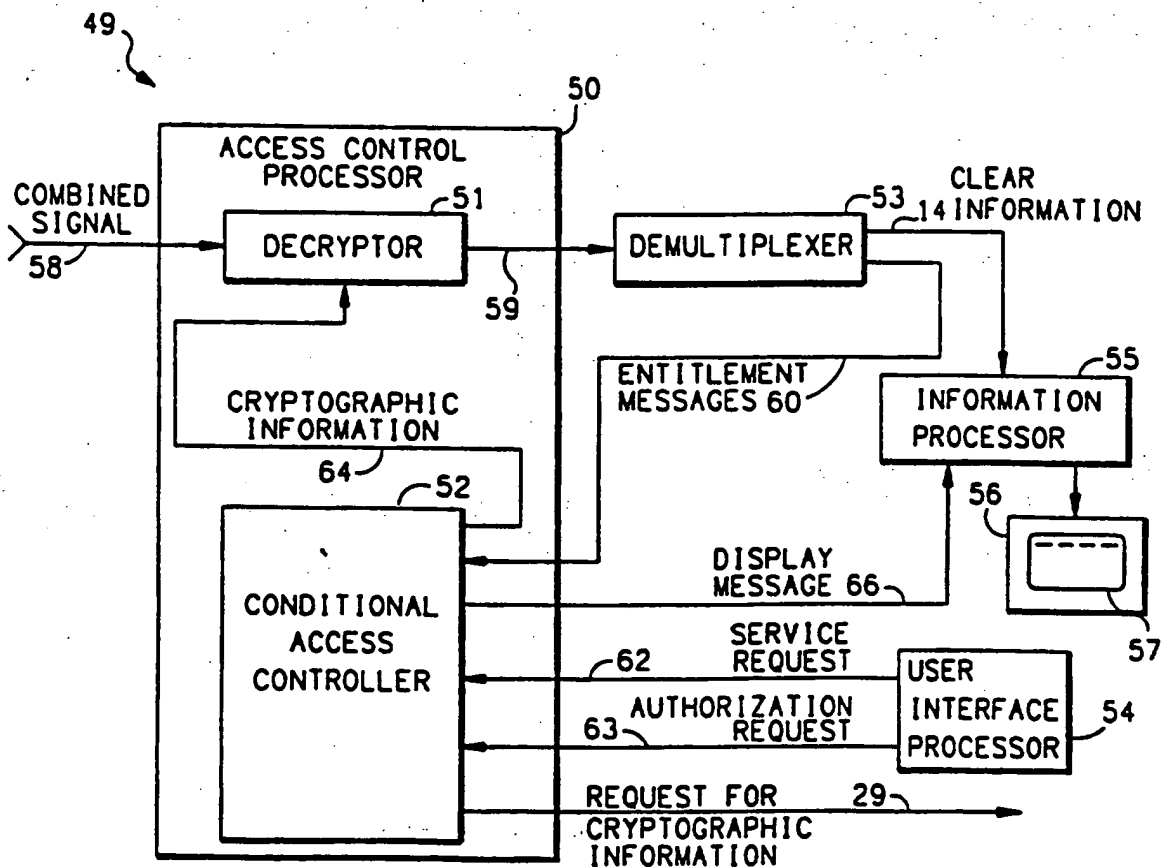 49
50
ACCESS CONTROL
PROCESSOR
COMBINED
SIGNAL
58
51
DECRYPTOR
59
53
DEMULTIPLEXER
CLEAR
14 INFORMATION
ENTITLEMENT
MESSAGES 60
55
INFORMATION
PROCESSOR
CRYPTOGRAPHIC
INFORMATION
64
52
CONDITIONAL
ACCESS
CONTROLLER
56
57
DISPLAY
MESSAGE 66
SERVICE
REQUEST
62
AUTHORIZATION
REQUEST
63
USER
INTERFACE
PROCESSOR
54
REQUEST FOR
CRYPTOGRAPHIC
INFORMATION
29